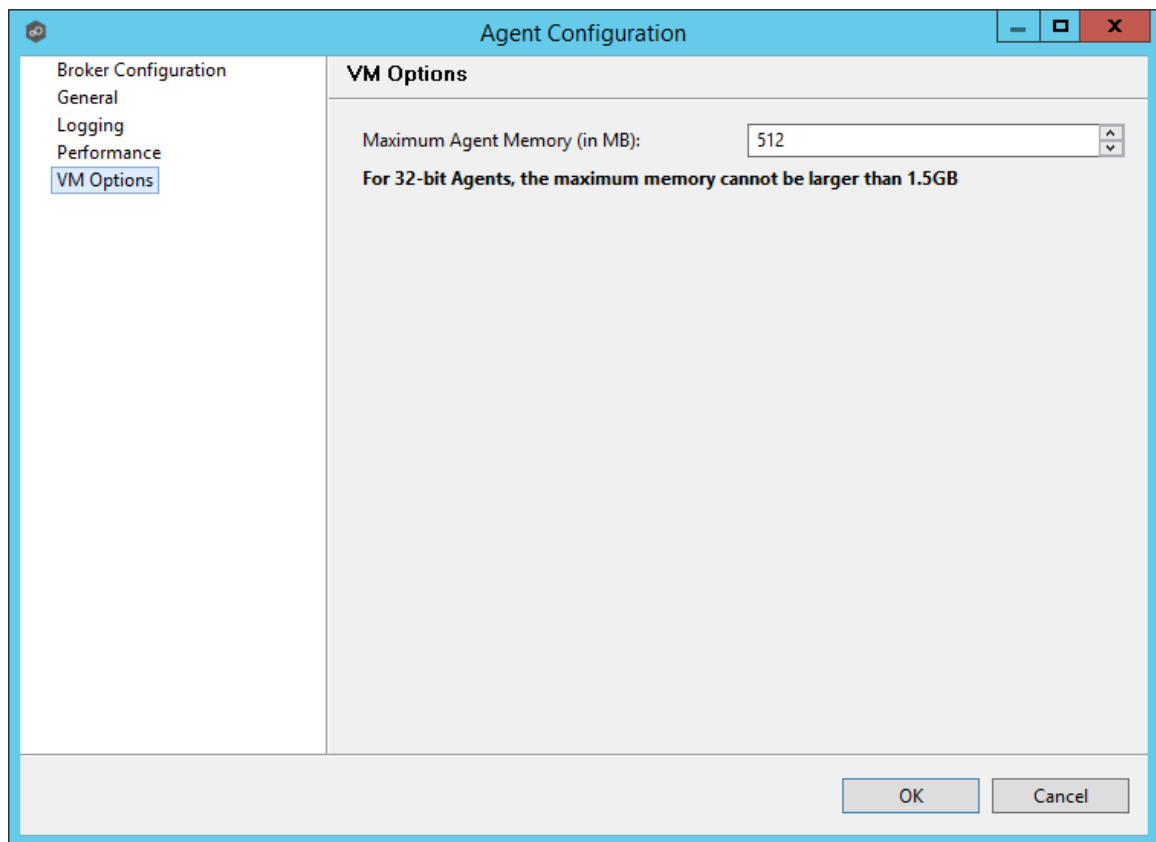 Agent Configuration
Broker Configuration
General
Logging
Performance
VM Options
VM Options
Maximum Agent Memory (in MB):
512
For 32-bit Agents, the maximum memory cannot be larger than 1.5GB
OK
Cancel